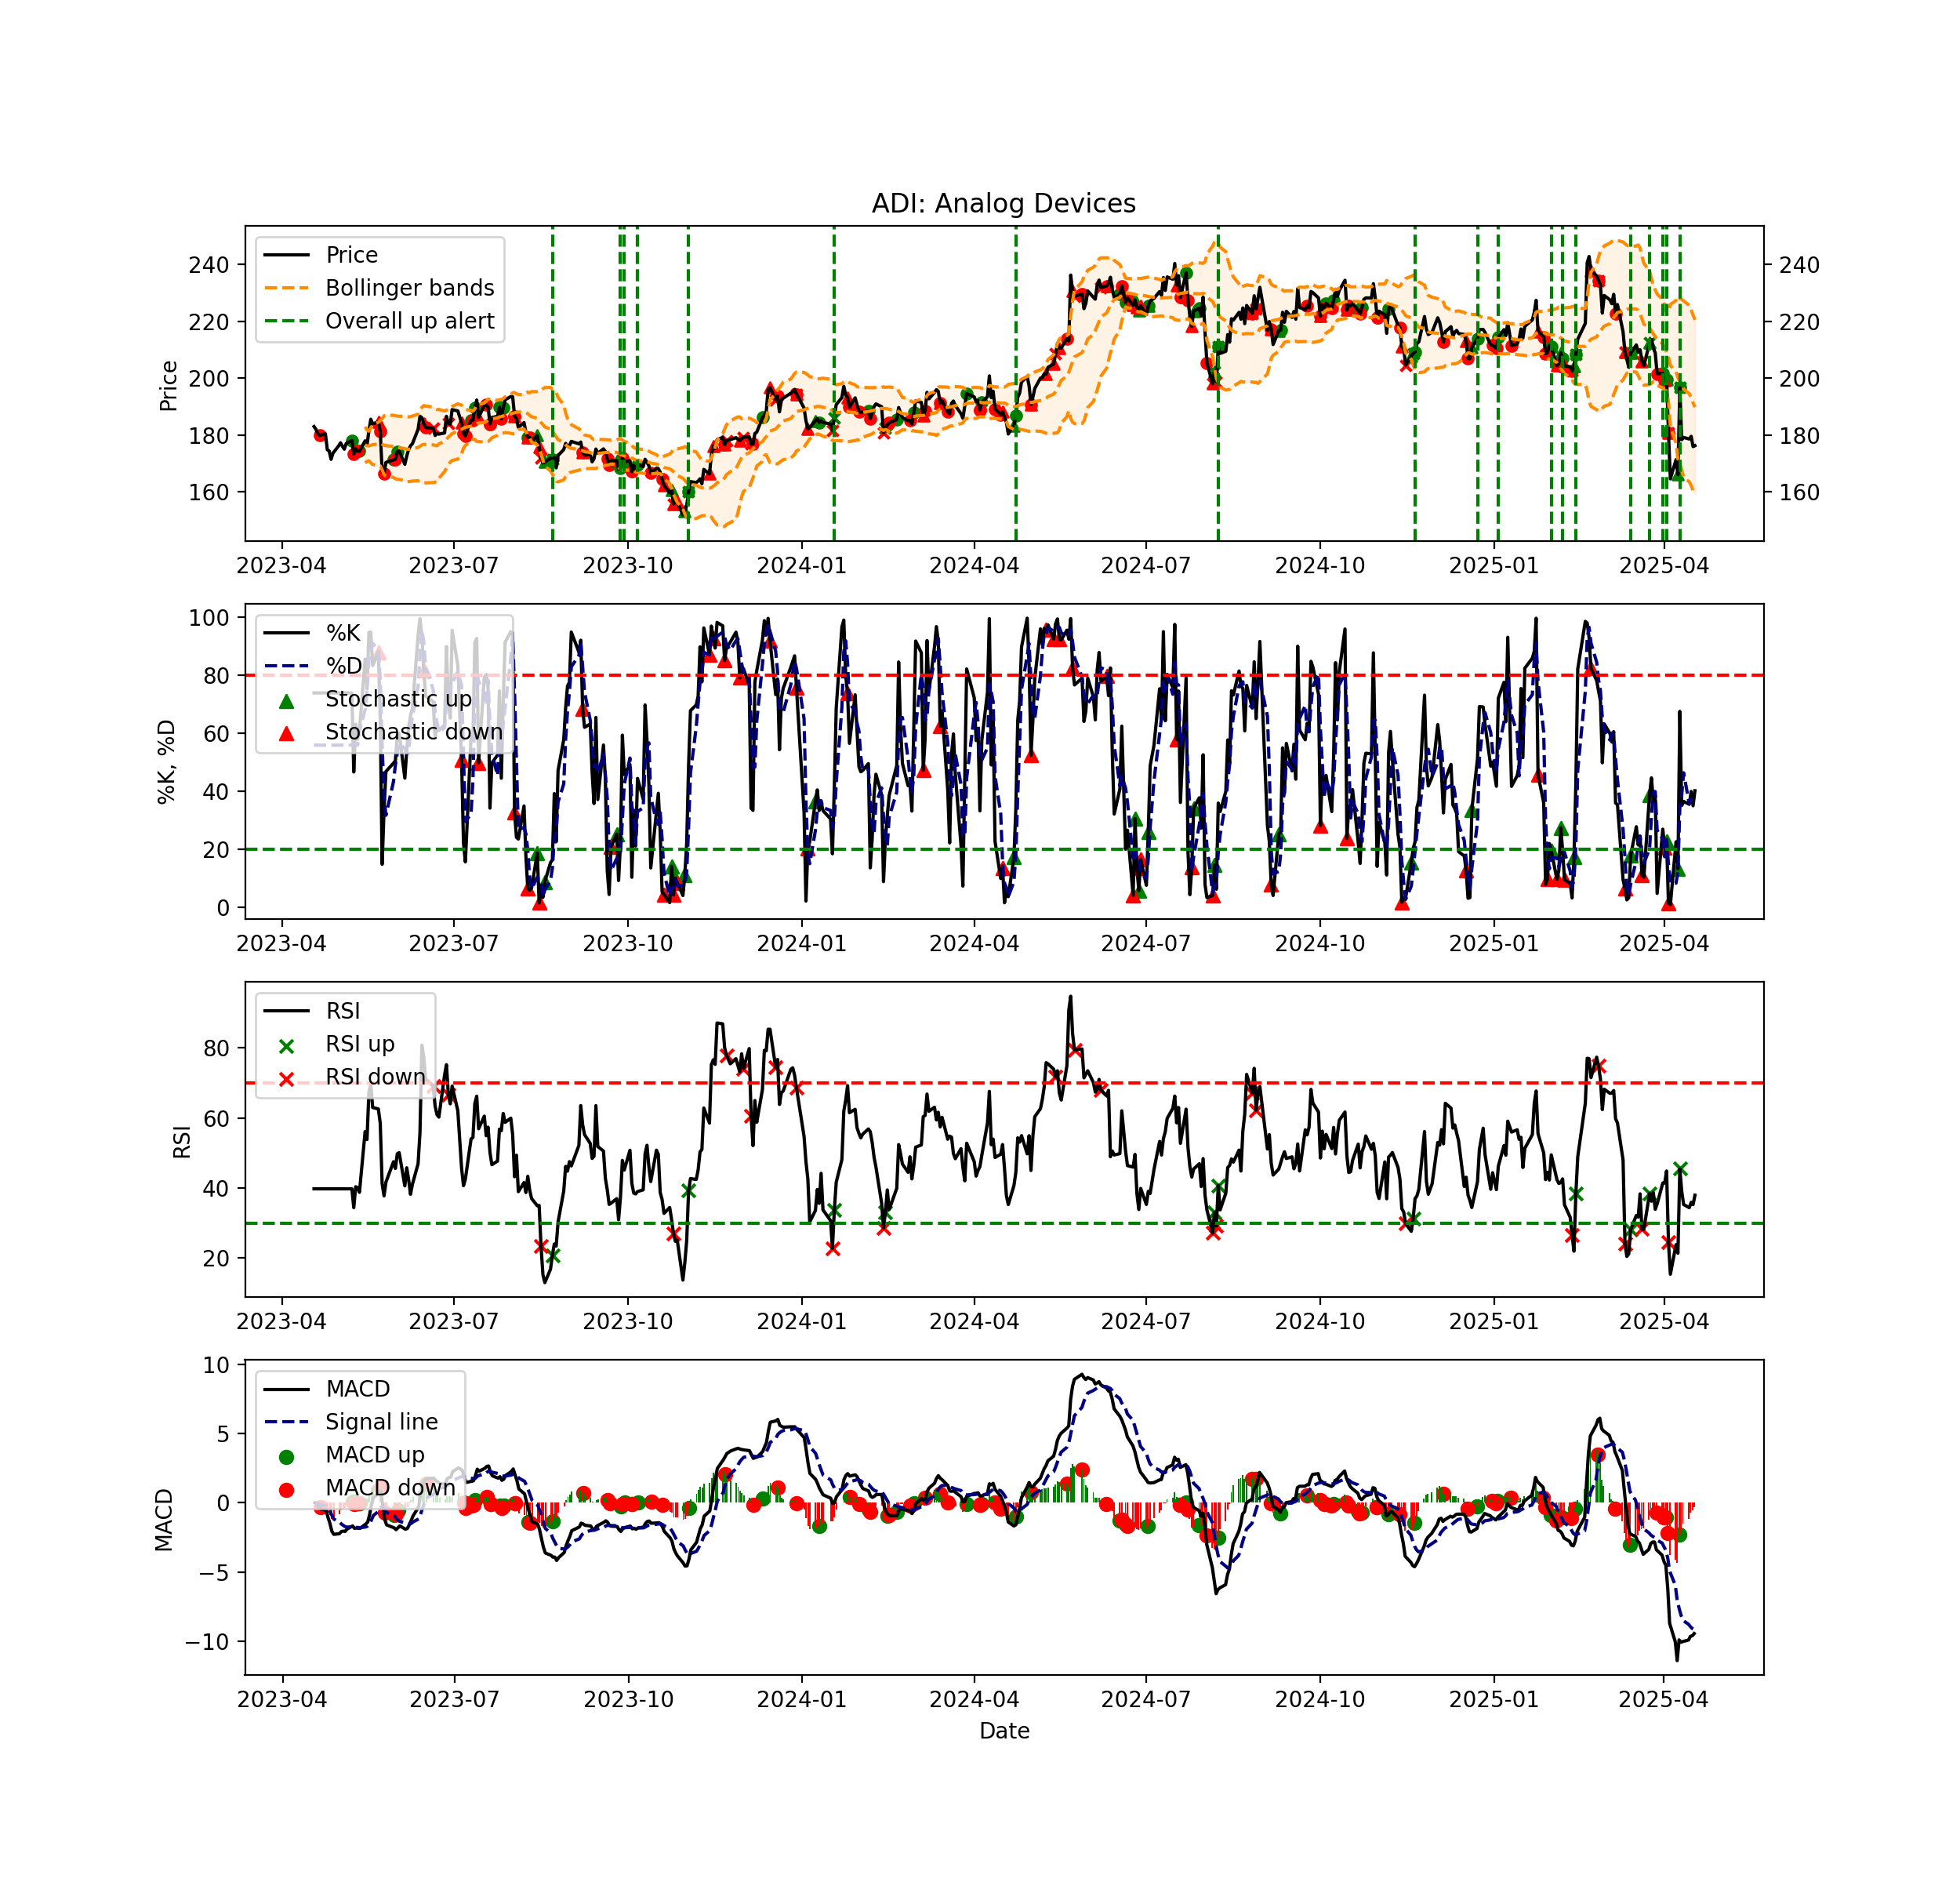 ADI: Analog Devices
Price
Bollinger bands
Overall up alert
Price
240
220
200
180
160
240
220
200
180
160
2023-04 2023-07 2023-10 2024-01 2024-04 2024-07 2024-10 2025-01 2025-04
%K
%D
Stochastic up
Stochastic down
%K, %D
100
80
60
40
20
0
2023-04 2023-07 2023-10 2024-01 2024-04 2024-07 2024-10 2025-01 2025-04
RSI
RSI up
RSI down
RSI
80
60
40
20
2023-04 2023-07 2023-10 2024-01 2024-04 2024-07 2024-10 2025-01 2025-04
MACD
Signal line
MACD up
MACD down
MACD
10
5
0
−5
−10
2023-04 2023-07 2023-10 2024-01 2024-04 2024-07 2024-10 2025-01 2025-04
Date